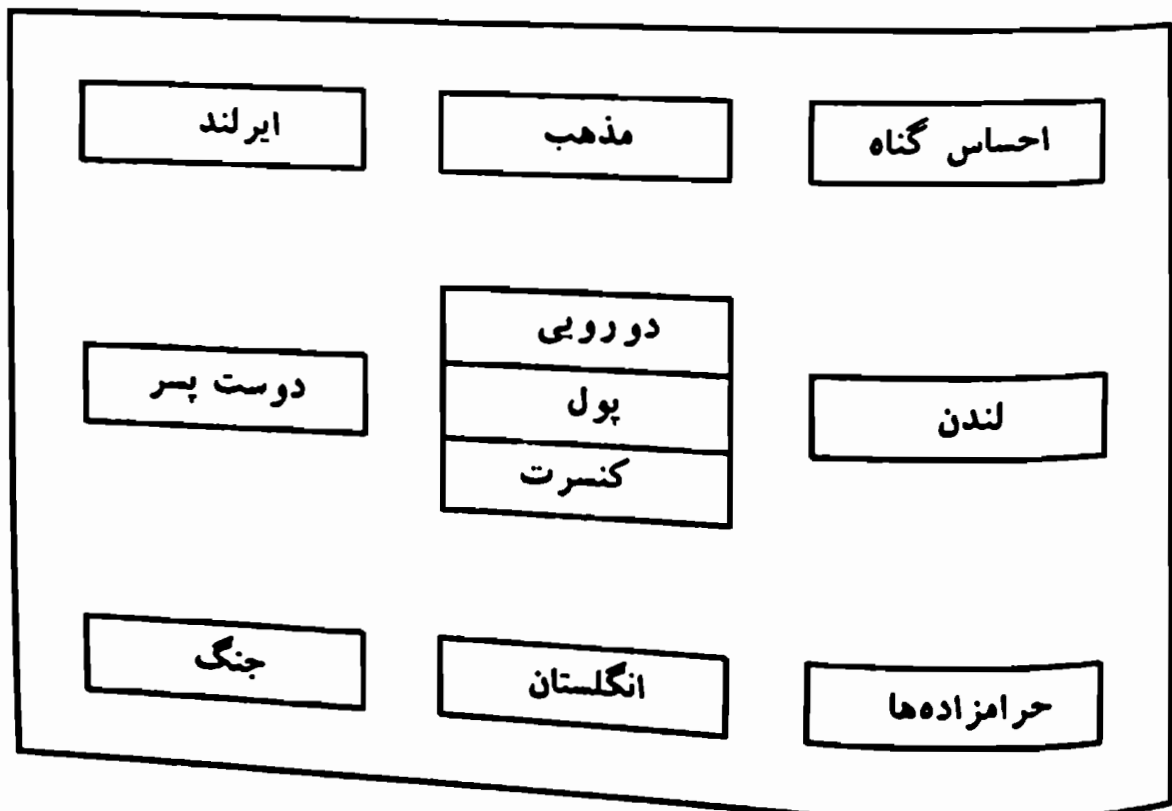 احساس گناه
مذهب
ایرلند
دورویی
پول
کنسرت
لندن
دوست پسر
حرامزاده‌ها
انگلستان
جنگ